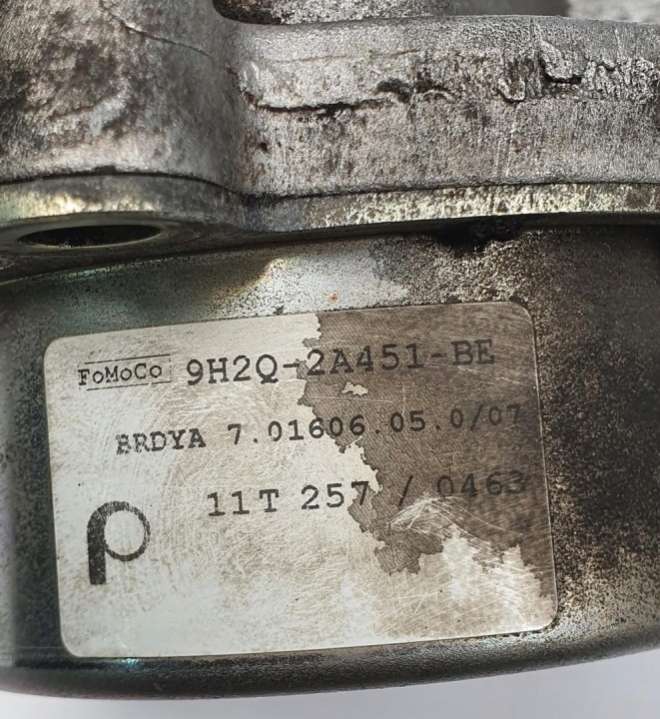 FoMoCo 9H2Q-2A451-BE
BRDYA 7.01606.05.0/07
11T 257 / 0463